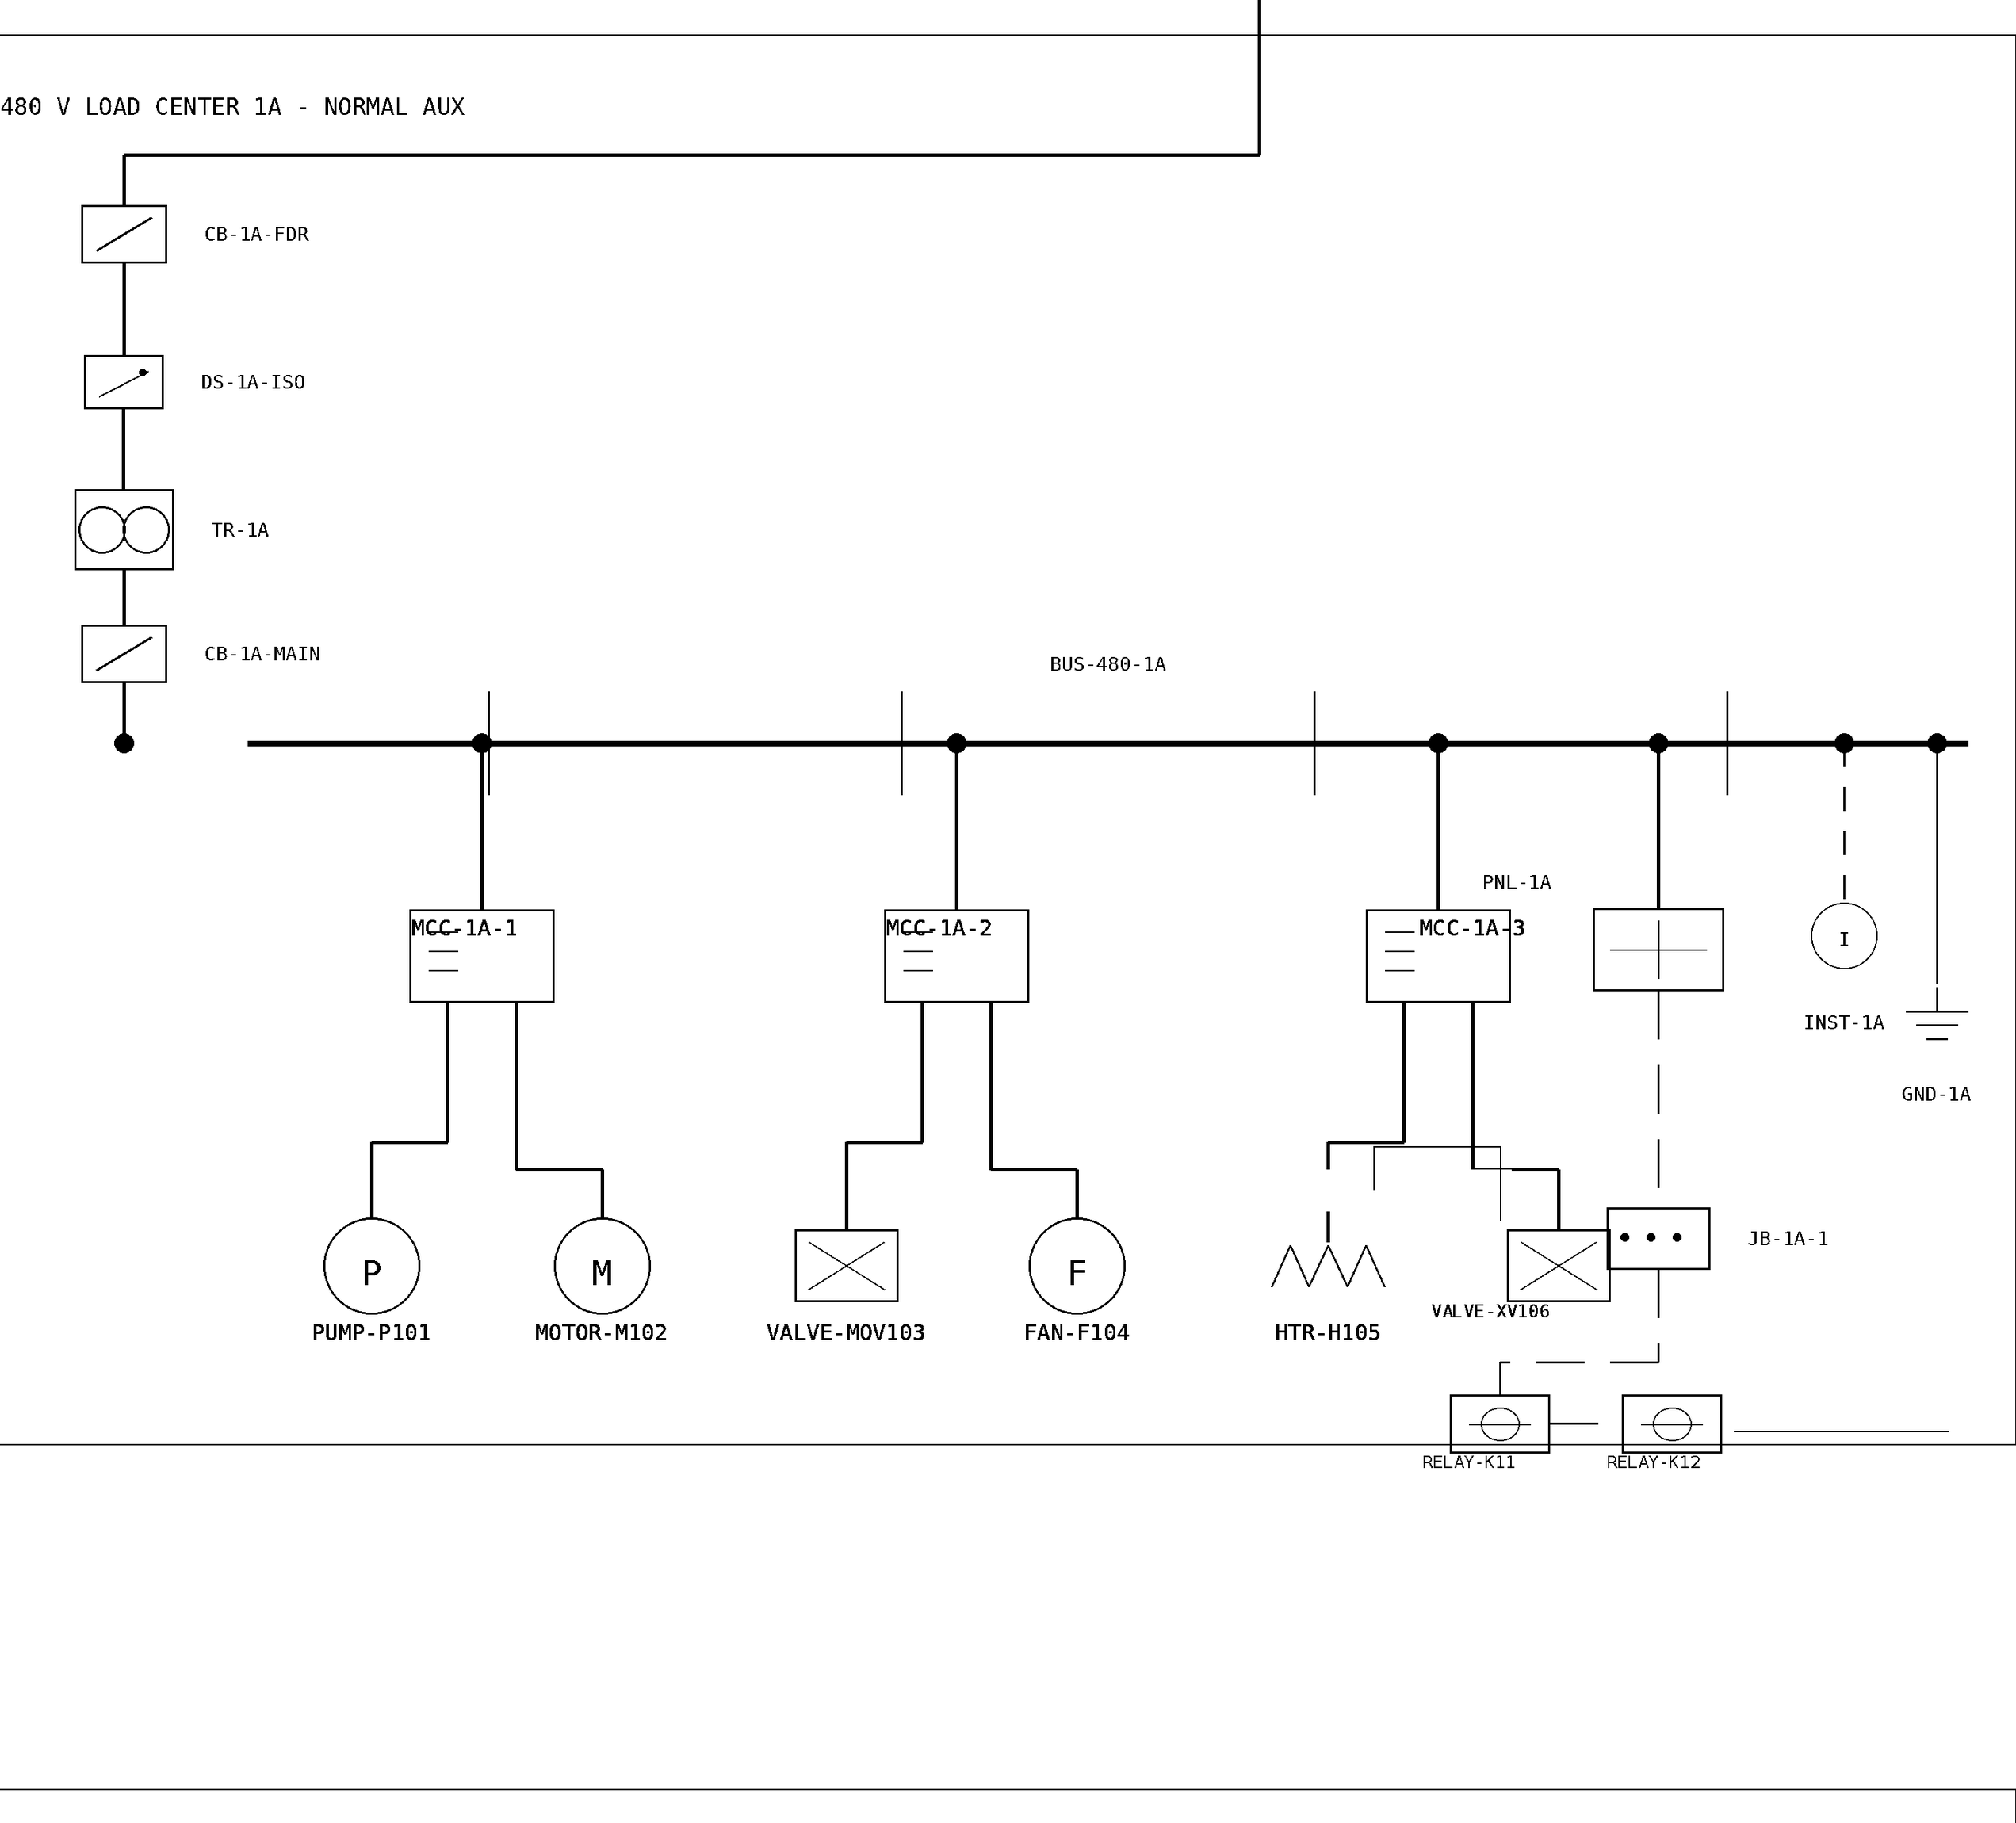 480 V LOAD CENTER 1A - NORMAL AUX
CB-1A-FDR
DS-1A-ISO
TR-1A
CB-1A-MAIN
BUS-480-1A
PNL-1A
MCC-1A-1
MCC-1A-2
MCC-1A-3
I
INST-1A
GND-1A
JB-1A-1
P
M
F
VALVE-XV106
PUMP-P101
MOTOR-M102
VALVE-MOV103
FAN-F104
HTR-H105
RELAY-K11
RELAY-K12